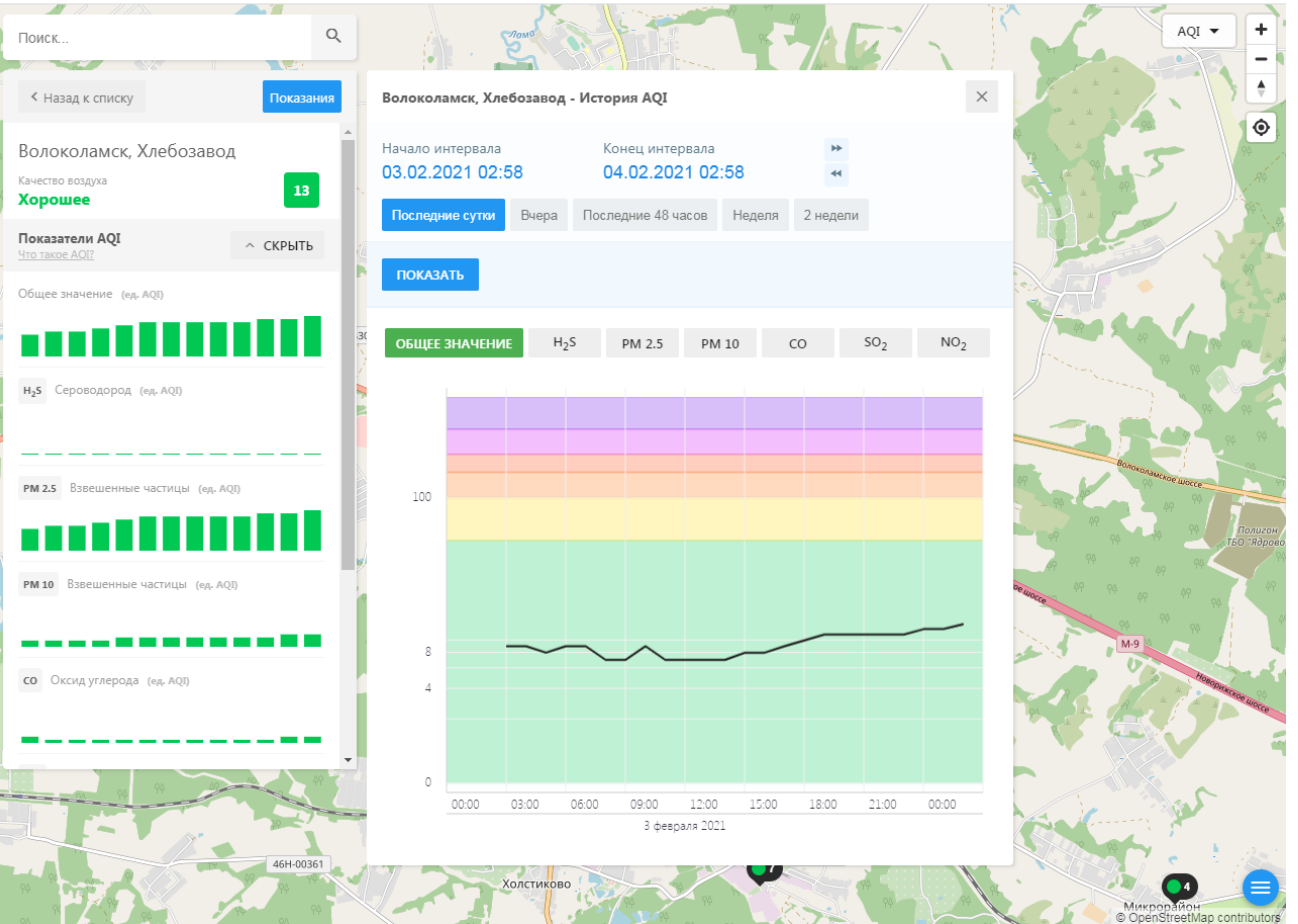 Поиск...
AQI
Лама
Назад к списку
Показания
Волоколамск, Хлебозавод
Качество воздуха
Хорошее
13
Показатели AQI
Что такое AQI?
СКРЫТЬ
Общее значение (ед. AQI)
H₂S Сероводород (ед. AQI)
PM 2.5 Взвешенные частицы (ед. AQI)
PM 10 Взвешенные частицы (ед. AQI)
CO Оксид углерода (ед. AQI)
Волоколамск, Хлебозавод - История AQI
Начало интервала
Конец интервала
03.02.2021 02:58
04.02.2021 02:58
Последние сутки
Вчера
Последние 48 часов
Неделя
2 недели
ПОКАЗАТЬ
ОБЩЕЕ ЗНАЧЕНИЕ
H₂S
PM 2.5
PM 10
CO
SO₂
NO₂
100
8
4
0
00:00 03:00 06:00 09:00 12:00 15:00 18:00 21:00 00:00
3 февраля 2021
Волоколамское шоссе
Полигон
ТБО "Ядрово
М-9
Новорижское шоссе
46Н-00361
Холстиково
7
4
Микрорайон
© OpenStreetMap contributors